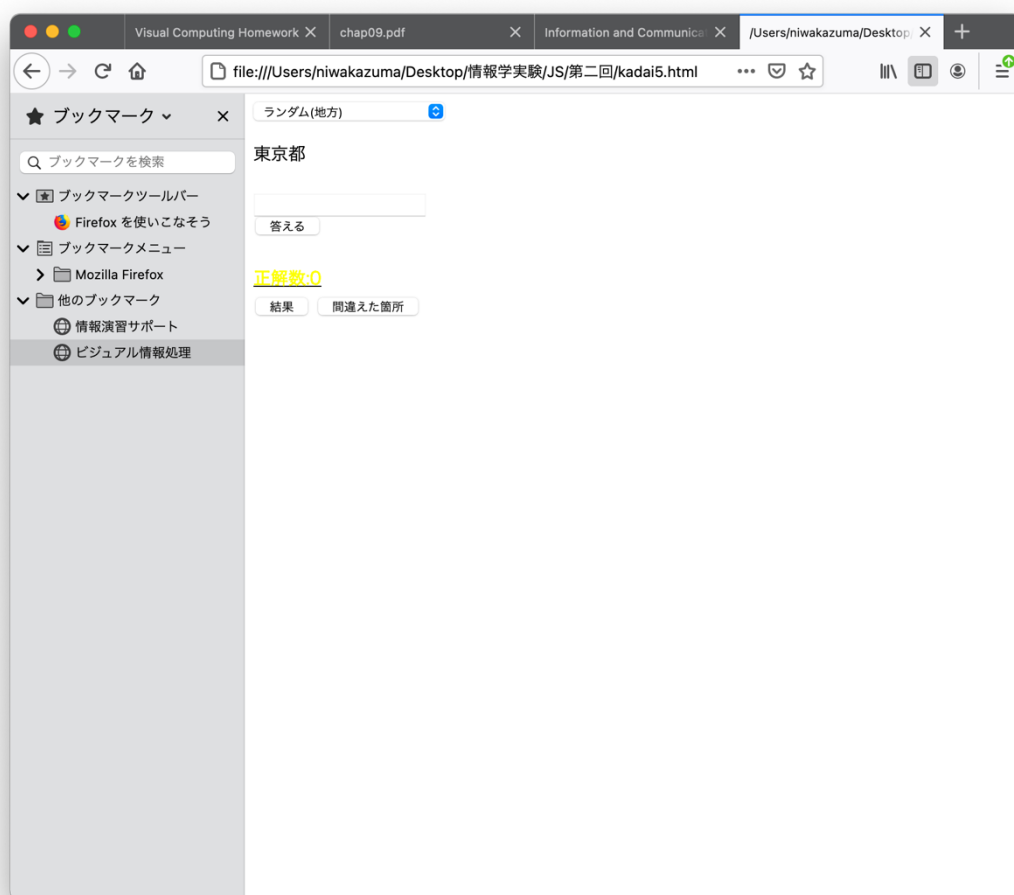 Visual Computing Homework
chap09.pdf
Information and Communica
/Users/niwakazuma/Desktop/
file:///Users/niwakazuma/Desktop/情報学実験/JS/第二回/kadai5.html
ブックマーク
ランダム(地方)
ブックマークを検索
東京都
ブックマークツールバー
Firefox を使いこなそう
答える
ブックマークメニュー
Mozilla Firefox
正解数:0
他のブックマーク
結果 間違えた箇所
情報演習サポート
ビジュアル情報処理